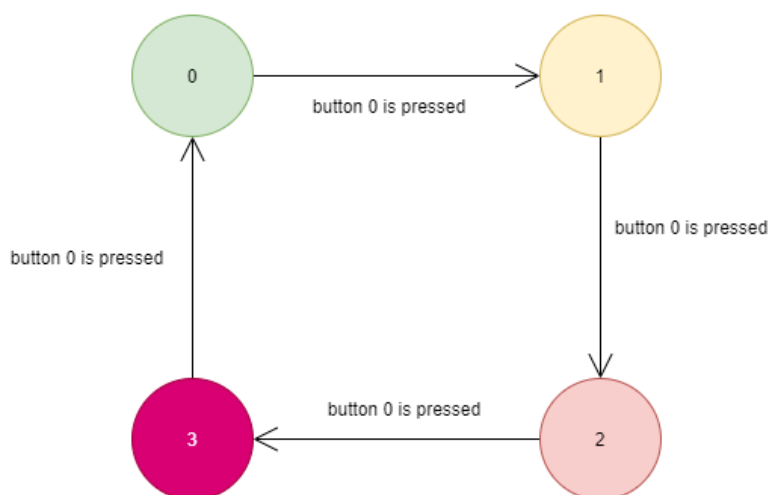 0
1
button 0 is pressed
button 0 is pressed
button 0 is pressed
button 0 is pressed
3
2